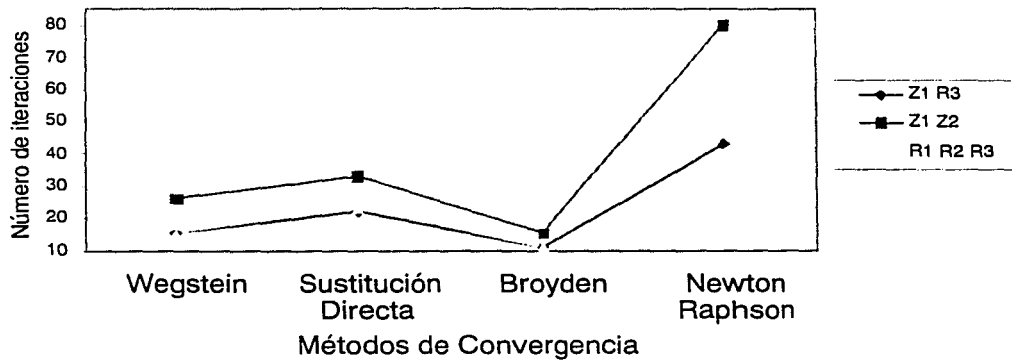 80
70
60
50
40
30
20
10
Número de iteraciones
Wegstein
Sustitución
Directa
Broyden
Newton
Raphson
Métodos de Convergencia
Z1 R3
Z1 Z2
R1 R2 R3